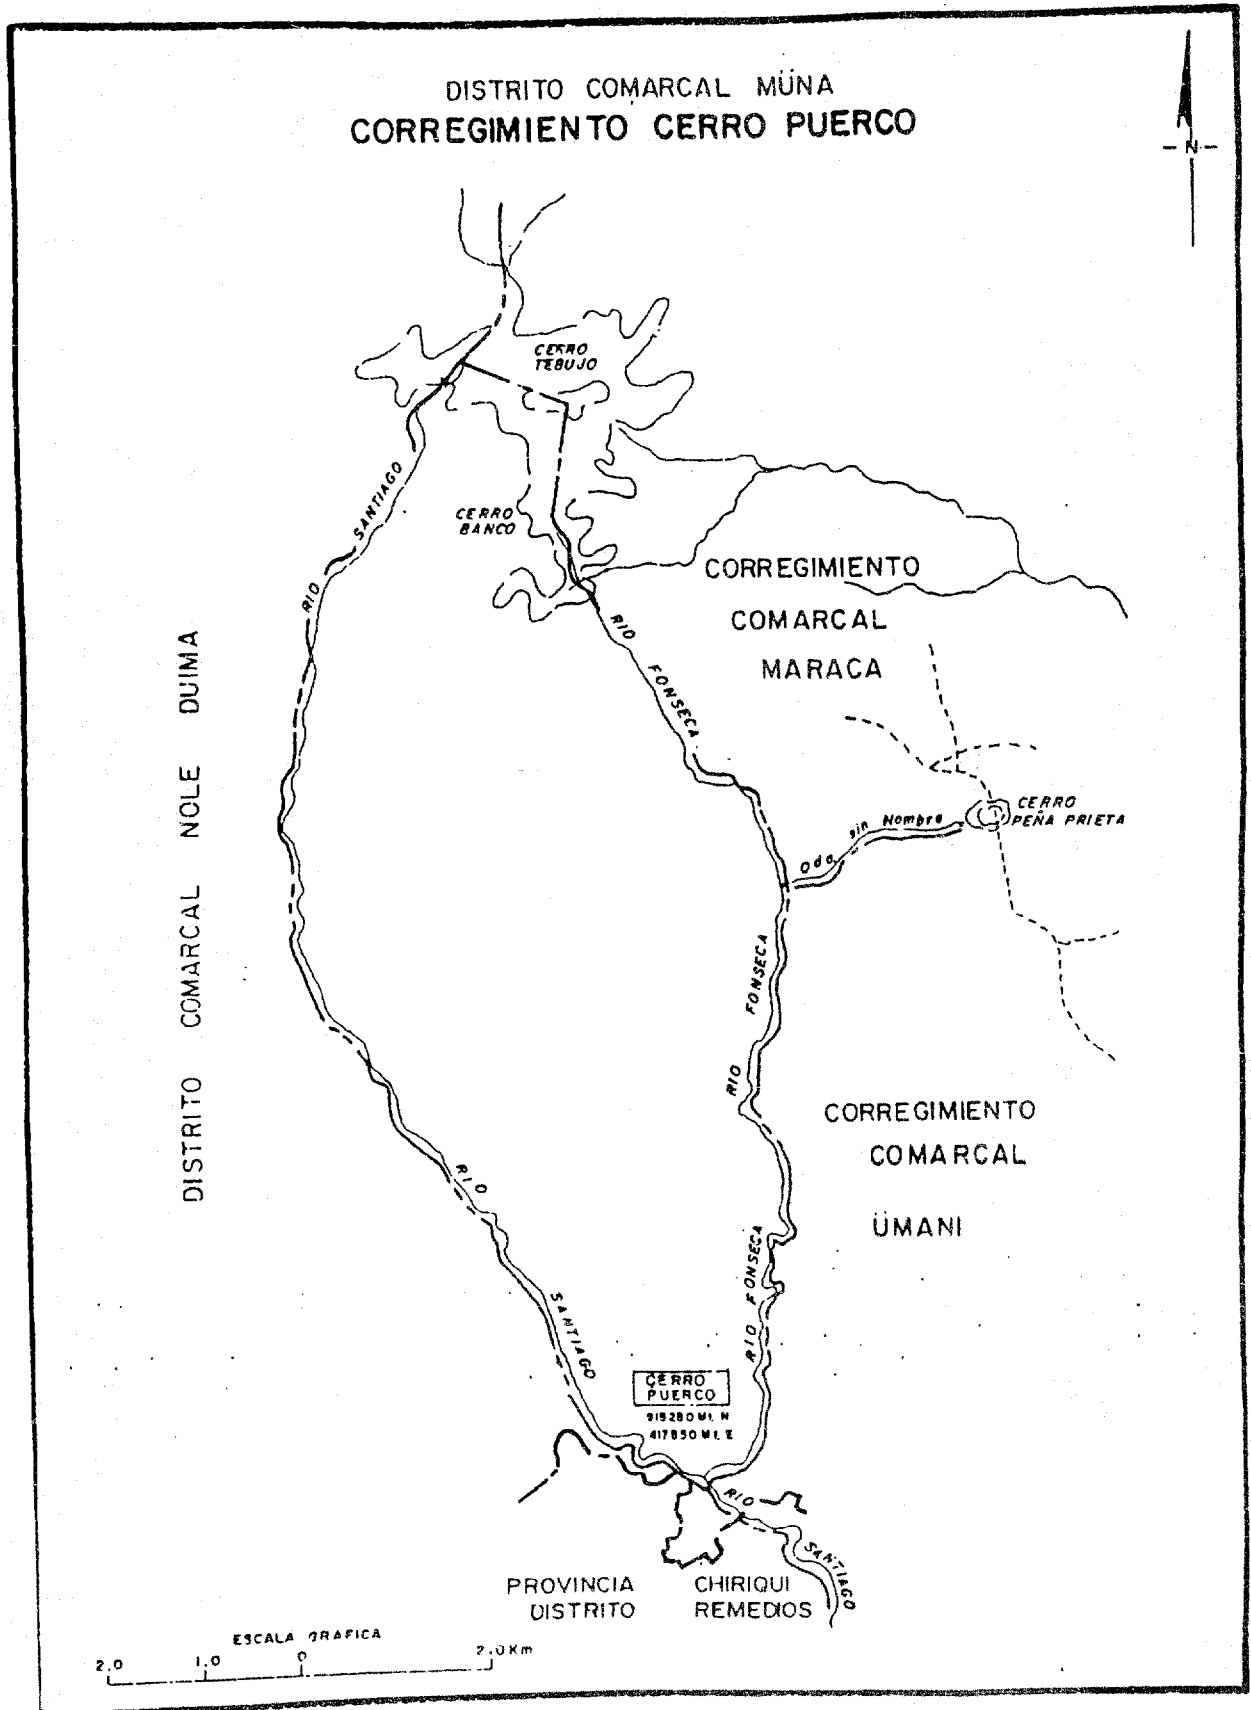 DISTRITO COMARCAL MÜNA
CORREGIMIENTO CERRO PUERCO
- N -
CERRO
TEBUJO
RIO SANTIAGO
CERRO
BANCO
CORREGIMIENTO
COMARCAL
MARACA
RIO FONSECA
DISTRITO COMARCAL NOLE DUIMA
CERRO
PEÑA PRIETA
Qda. sin Nombre
RIO FONSECA
CORREGIMIENTO
COMARCAL
ÜMANI
RIO SANTIAGO
RIO FONSECA
CERRO
PUERCO
RIO SANTIAGO
PROVINCIA CHIRIQUI
DISTRITO REMEDIOS
ESCALA GRAFICA
2.0 1.0 0 2.0 Km